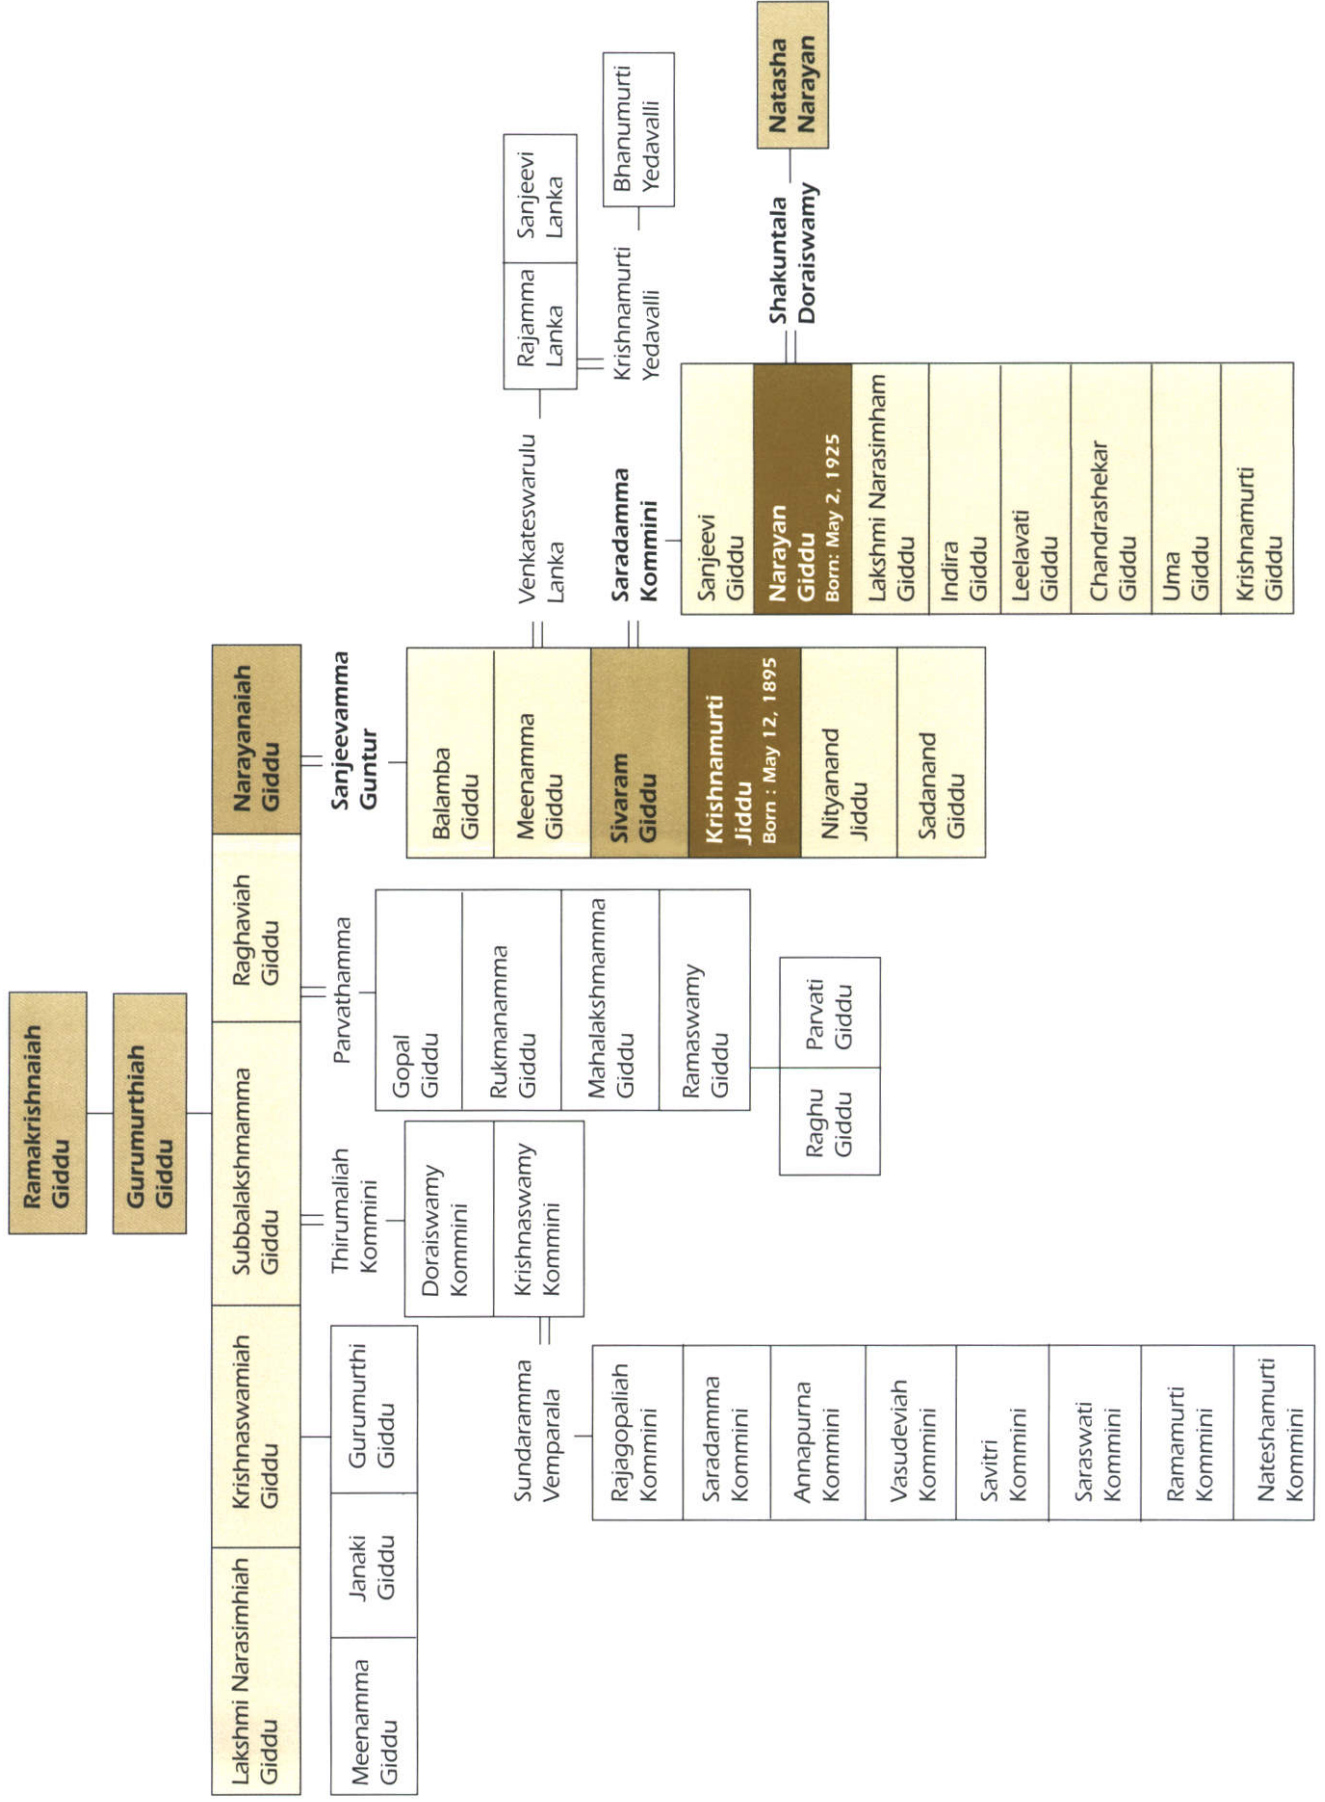 Ramakrishnaiah
Giddu
Gurumurthiah
Giddu
Lakshmi Narasimhiah
Giddu
Krishnaswamiah
Giddu
Subbalakshmamma
Giddu
Raghaviah
Giddu
Narayanaiah
Giddu
Meenamma
Giddu
Janaki
Giddu
Gurumurthi
Giddu
Thirumaliah
Kommini
Parvathamma
Sanjeevamma
Guntur
Doraiswamy
Kommini
Krishnaswamy
Kommini
Sundaramma
Vemparala
Rajagopaliah
Kommini
Saradamma
Kommini
Annapurna
Kommini
Vasudeviah
Kommini
Savitri
Kommini
Saraswati
Kommini
Ramamurti
Kommini
Nateshamurti
Kommini
Gopal
Giddu
Rukmanamma
Giddu
Mahalakshmamma
Giddu
Ramaswamy
Giddu
Raghu
Giddu
Parvati
Giddu
Balamba
Giddu
Meenamma
Giddu
Sivaram
Giddu
Krishnamurti
Jiddu
Born : May 12, 1895
Nityanand
Jiddu
Sadanand
Giddu
Venkateswarulu
Lanka
Rajamma
Lanka
Sanjeevi
Lanka
Krishnamurti
Yedavalli
Bhanumurti
Yedavalli
Saradamma
Kommini
Sanjeevi
Giddu
Narayan
Giddu
Born: May 2, 1925
Lakshmi Narasimham
Giddu
Indira
Giddu
Leelavati
Giddu
Chandrashekar
Giddu
Uma
Giddu
Krishnamurti
Giddu
Shakuntala
Doraiswamy
Natasha
Narayan